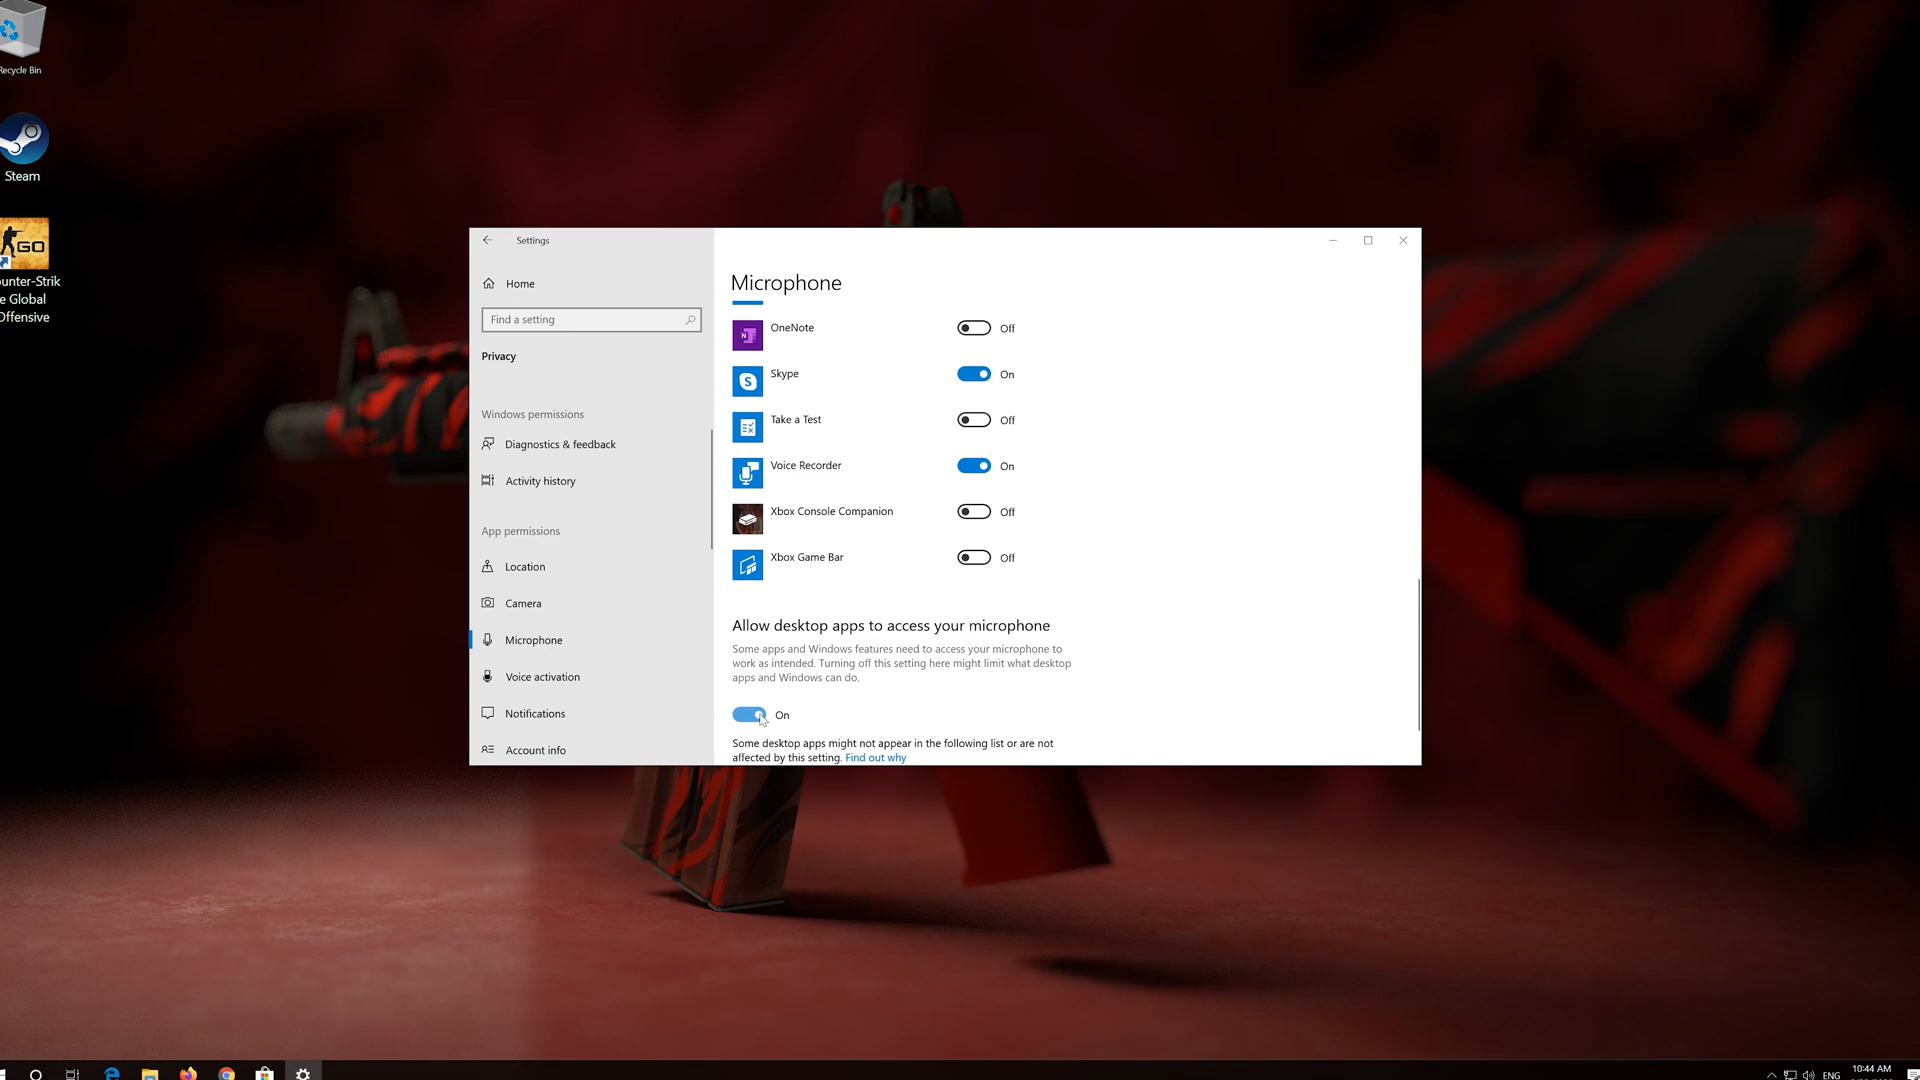 Recycle Bin
Steam
GO
unter-Strik
e Global
Offensive
Settings
Home
Find a setting
Privacy
Windows permissions
Diagnostics & feedback
Activity history
App permissions
Location
Camera
Microphone
Voice activation
Notifications
Account info
Microphone
OneNote Off
Skype On
Take a Test Off
Voice Recorder On
Xbox Console Companion Off
Xbox Game Bar Off
Allow desktop apps to access your microphone
Some apps and Windows features need to access your microphone to
work as intended. Turning off this setting here might limit what desktop
apps and Windows can do.
On
Some desktop apps might not appear in the following list or are not
affected by this setting. Find out why
ENG
10:44 AM